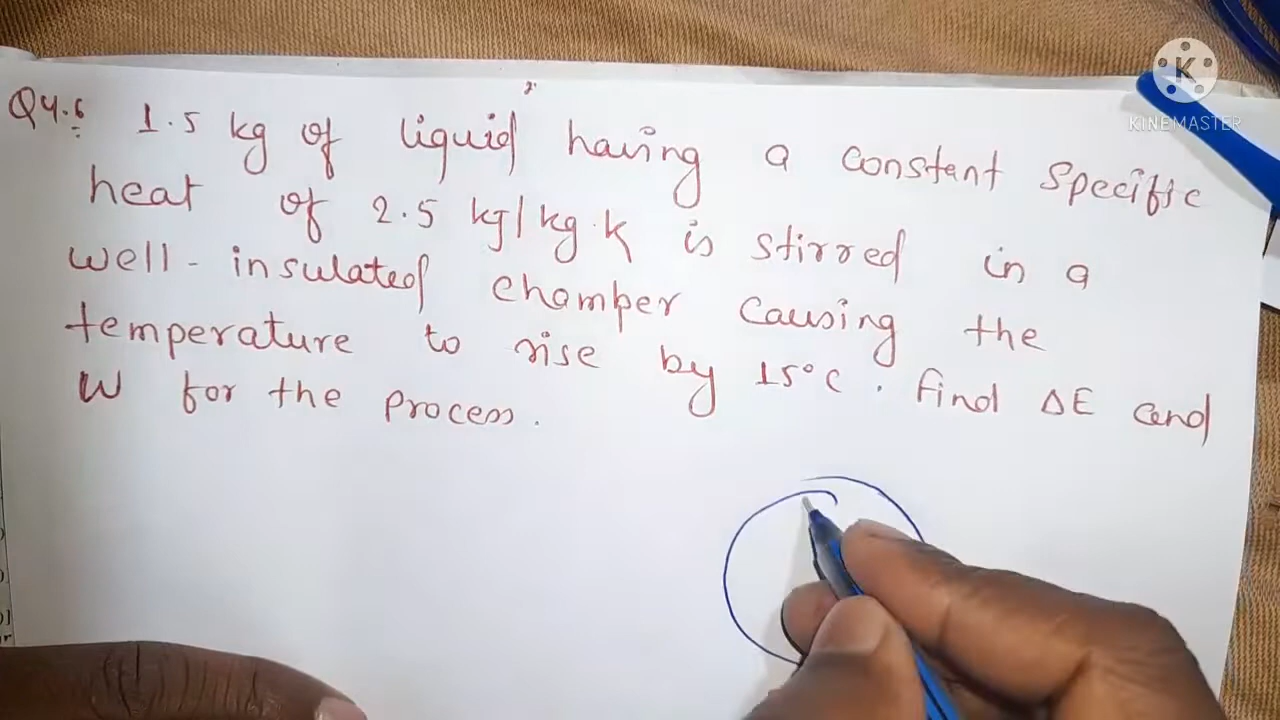 Q4.6 1.5 kg of liquid having a constant specific
heat of 2.5 kJ/kg.K is stirred in a
well-insulated chamber causing the
temperature to rise by 15°C. Find ΔE and
W for the process.
K
KINEMASTER